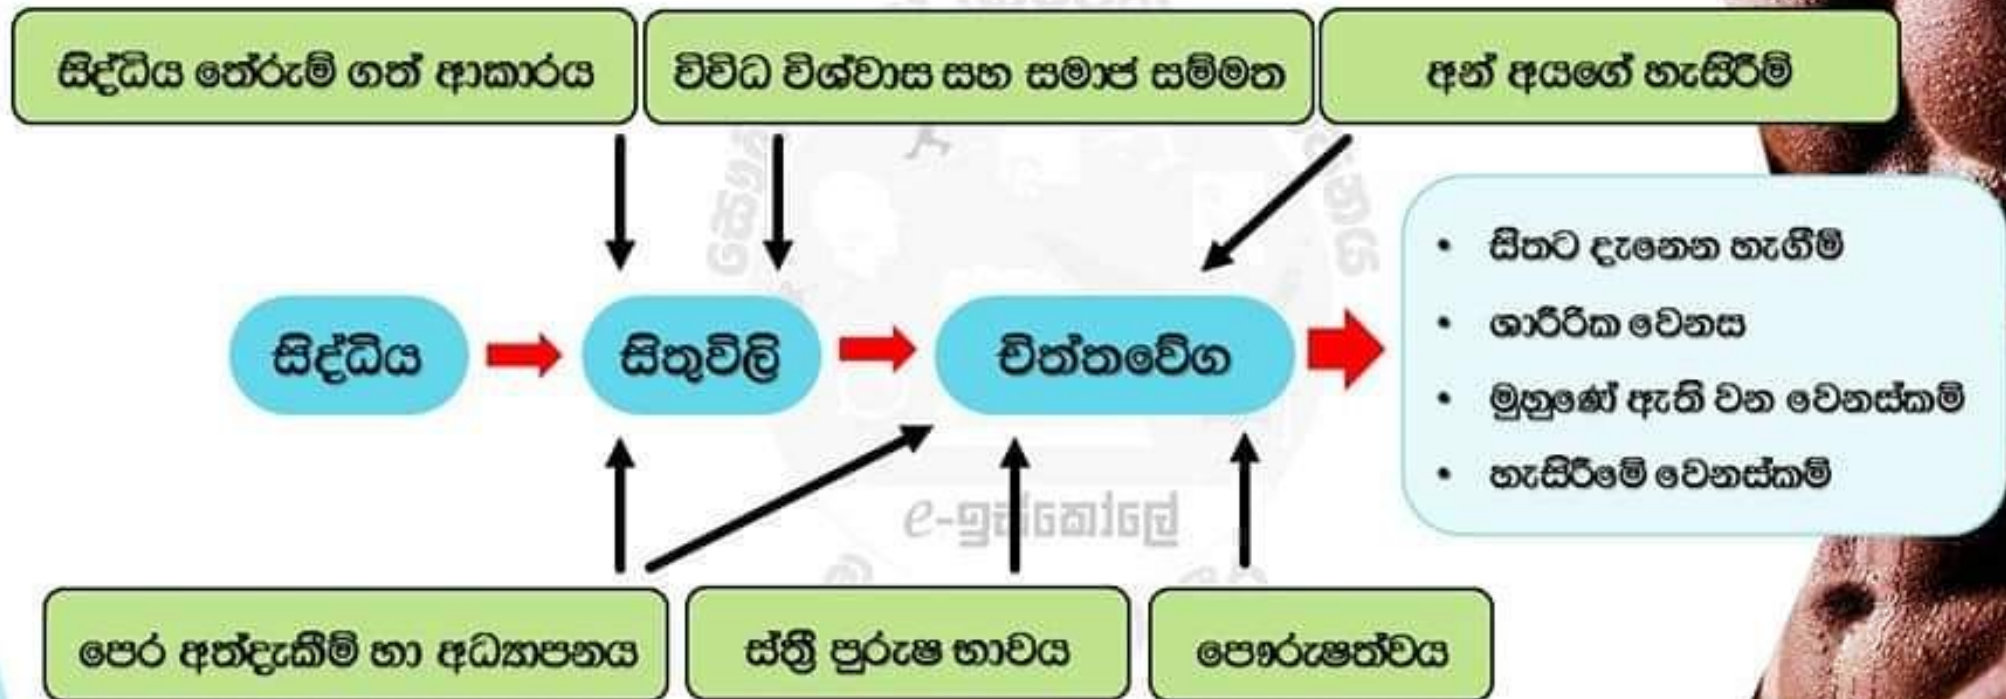 සිද්ධිය තේරුම් ගත් ආකාරය
විවිධ විශ්වාස සහ සමාජ සම්මත
අන් අයගේ හැසිරීම්
සිද්ධිය
සිතුවිලි
චිත්තවේග
• සිතට දැනෙන හැගීම්
• ශාරීරික වෙනස
• මුහුණේ ඇති වන වෙනස්කම්
• හැසිරීමේ වෙනස්කම්
e-ඉස්කෝලේ
පෙර අත්දැකීම් හා අධ්‍යාපනය
ස්ත්‍රී පුරුෂ භාවය
පෞරුෂත්වය